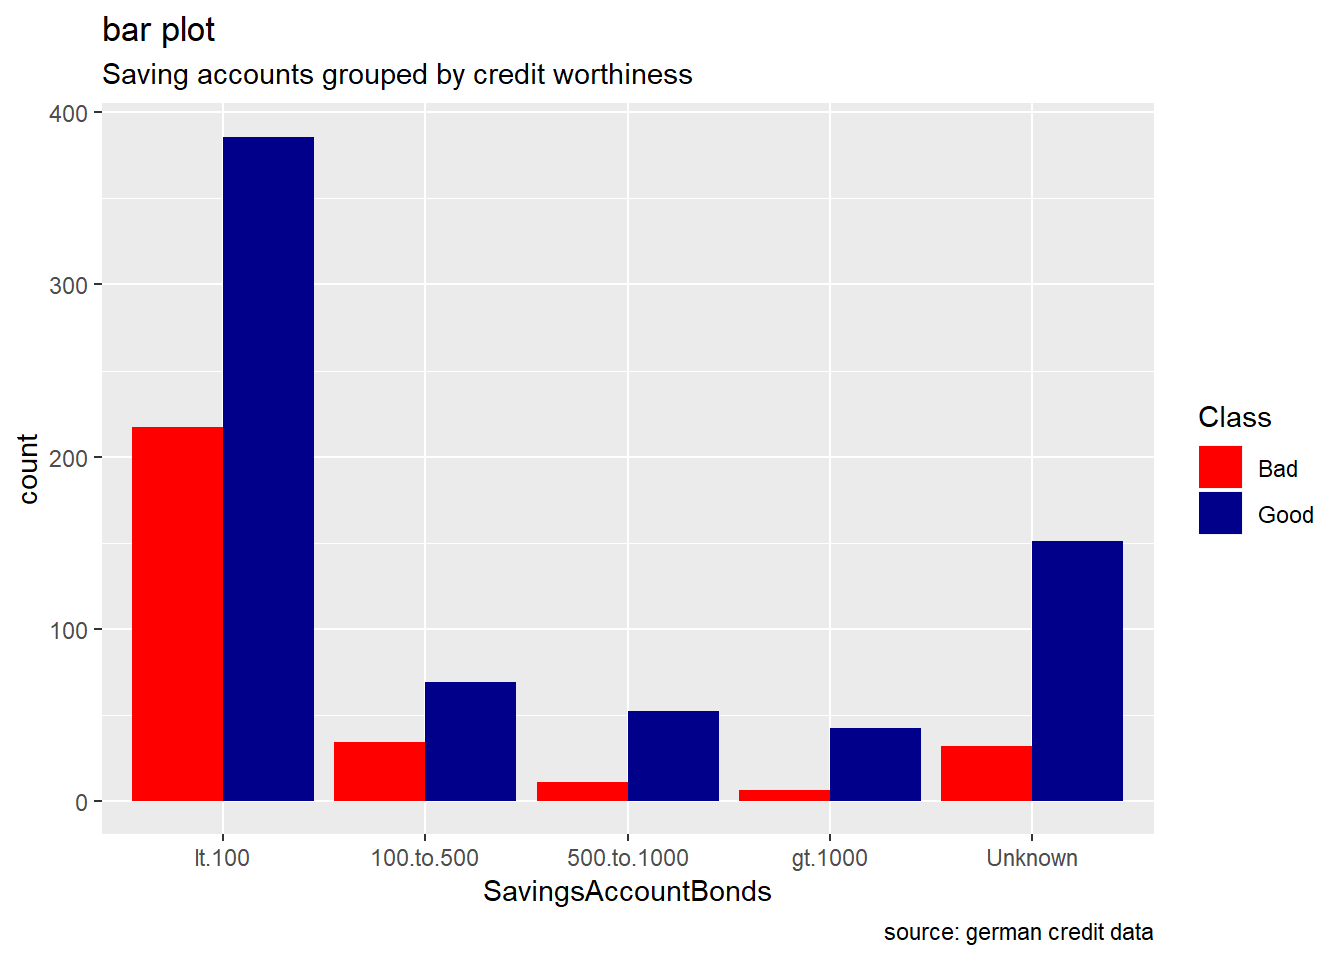 bar plot
Saving accounts grouped by credit worthiness
400
300
200
100
0
count
lt.100 100.to.500 500.to.1000 gt.1000 Unknown
SavingsAccountBonds
Class
Bad
Good
source: german credit data